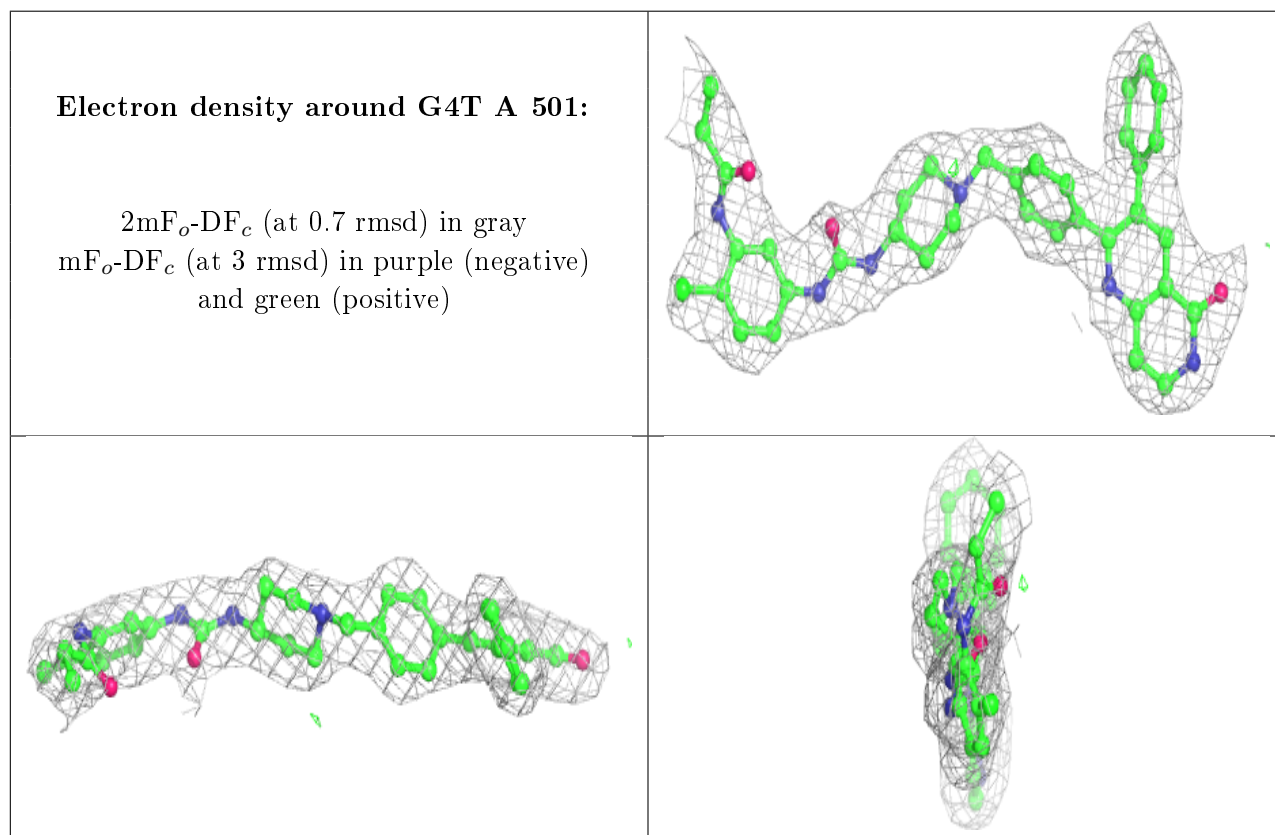 Electron density around G4T A 501:
2mFo-DFc (at 0.7 rmsd) in gray
mFo-DFc (at 3 rmsd) in purple (negative)
and green (positive)